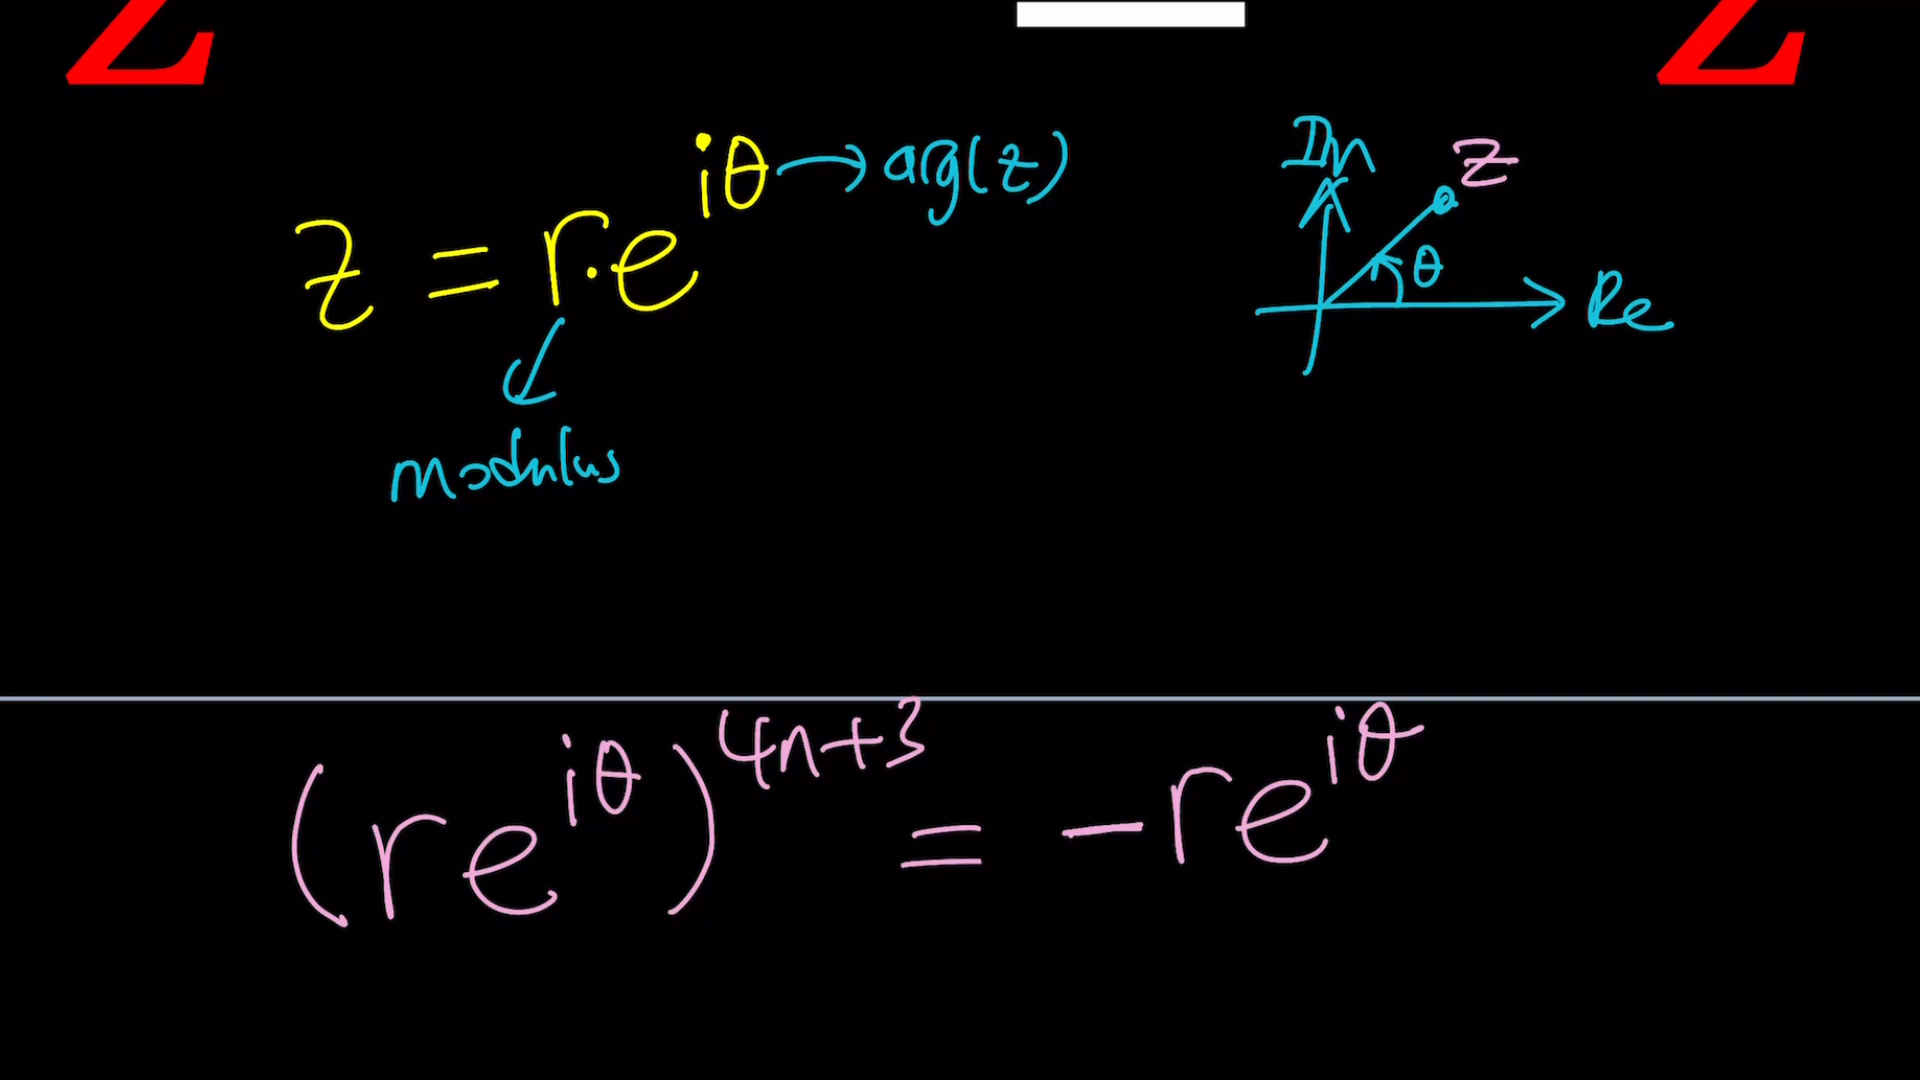 Z Z
z = r·e^{iθ} → arg(z)
modulus
Im
z
θ
Re
(re^{iθ})^{4n+3} = -re^{iθ}